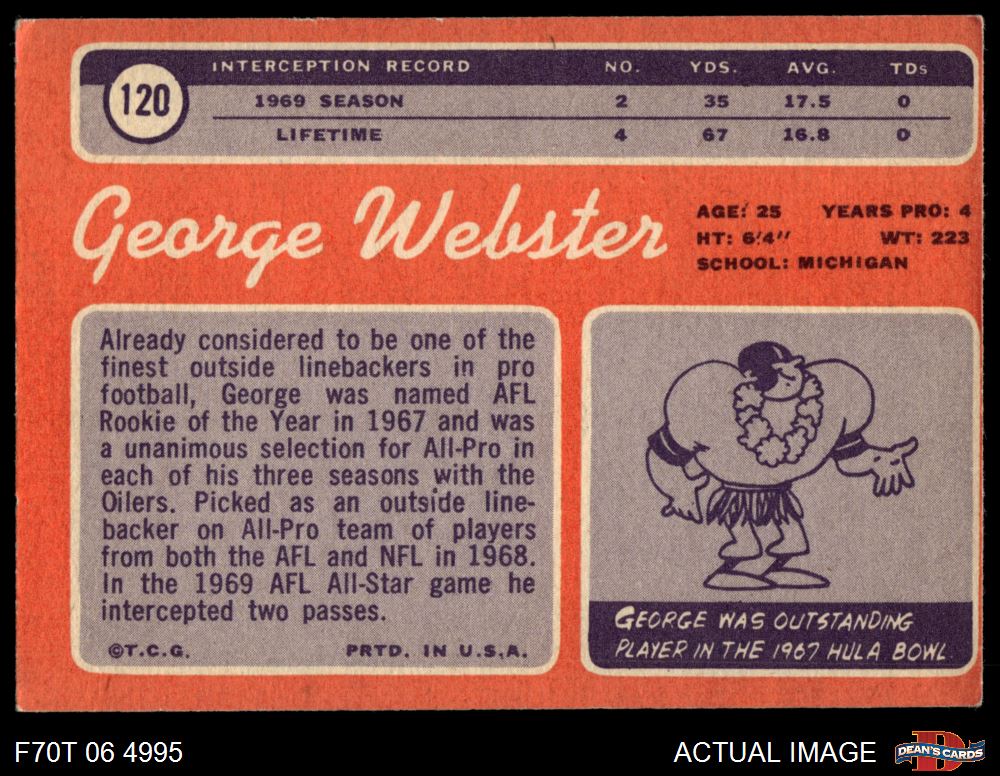 INTERCEPTION RECORD NO. YDS. AVG. TDs
120
1969 SEASON 2 35 17.5 0
LIFETIME 4 67 16.8 0
George Webster
AGE: 25 YEARS PRO: 4
HT: 6'4" WT: 223
SCHOOL: MICHIGAN
Already considered to be one of the
finest outside linebackers in pro
football, George was named AFL
Rookie of the Year in 1967 and was
a unanimous selection for All-Pro in
each of his three seasons with the
Oilers. Picked as an outside line-
backer on All-Pro team of players
from both the AFL and NFL in 1968.
In the 1969 AFL All-Star game he
intercepted two passes.
©T.C.G. PRTD. IN U.S.A.
GEORGE WAS OUTSTANDING
PLAYER IN THE 1967 HULA BOWL
F70T 06 4995
ACTUAL IMAGE
D
DEAN'S CARDS